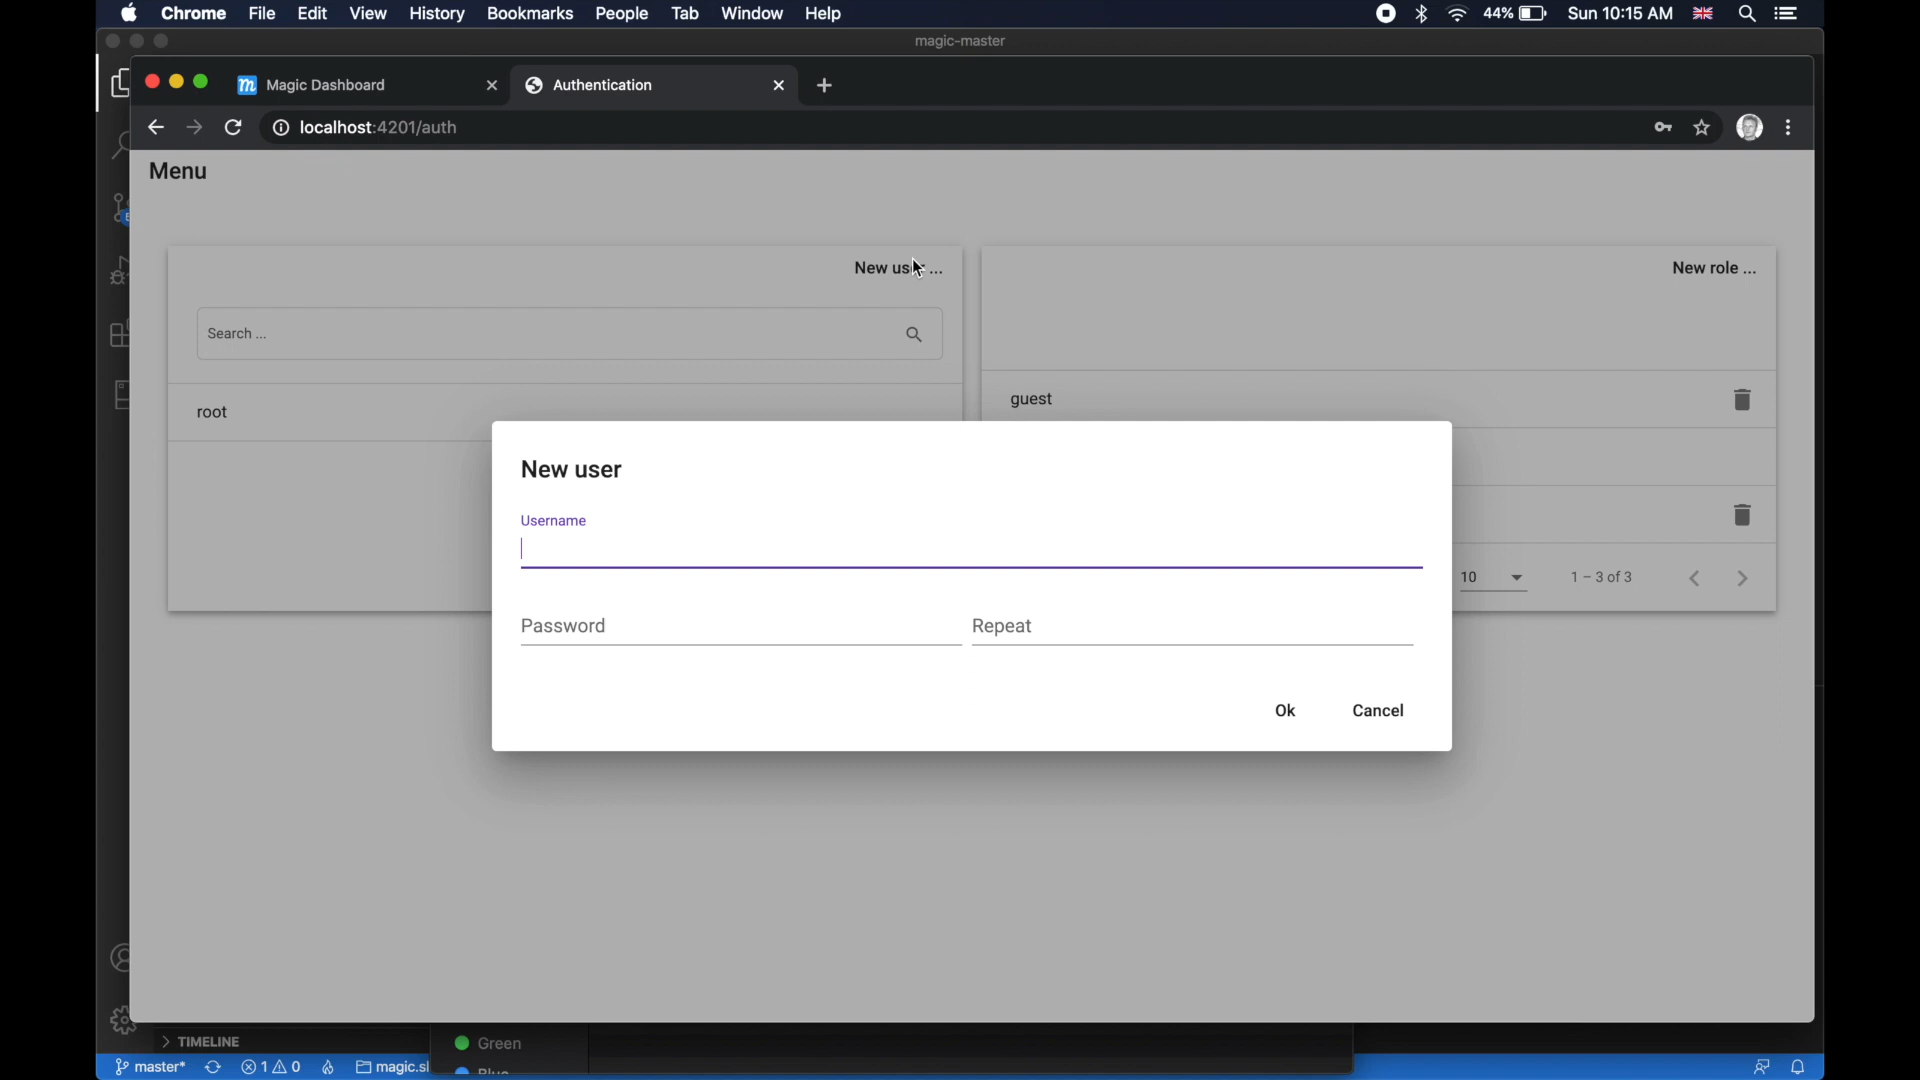 Chrome File Edit View History Bookmarks People Tab Window Help 44% Sun 10:15 AM
magic-master
m Magic Dashboard Authentication
localhost:4201/auth
Menu
New ... New role ...
Search ...
root guest
New user
Username
Password Repeat
10 1 – 3 of 3
Ok Cancel
TIMELINE
Green
master* 1 0